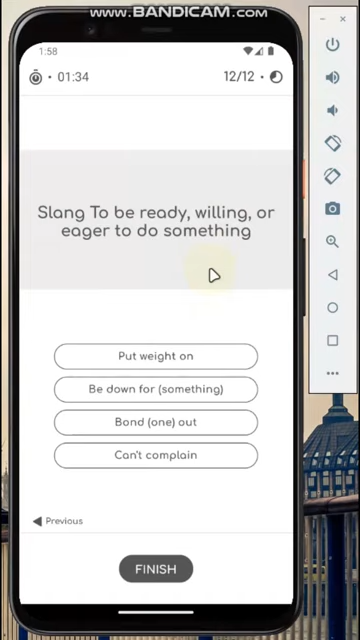 www.BANDICAM.com
1:58
01:34
12/12
Slang To be ready, willing, or
eager to do something
Put weight on
Be down for (something)
Bond (one) out
Can't complain
Previous
FINISH